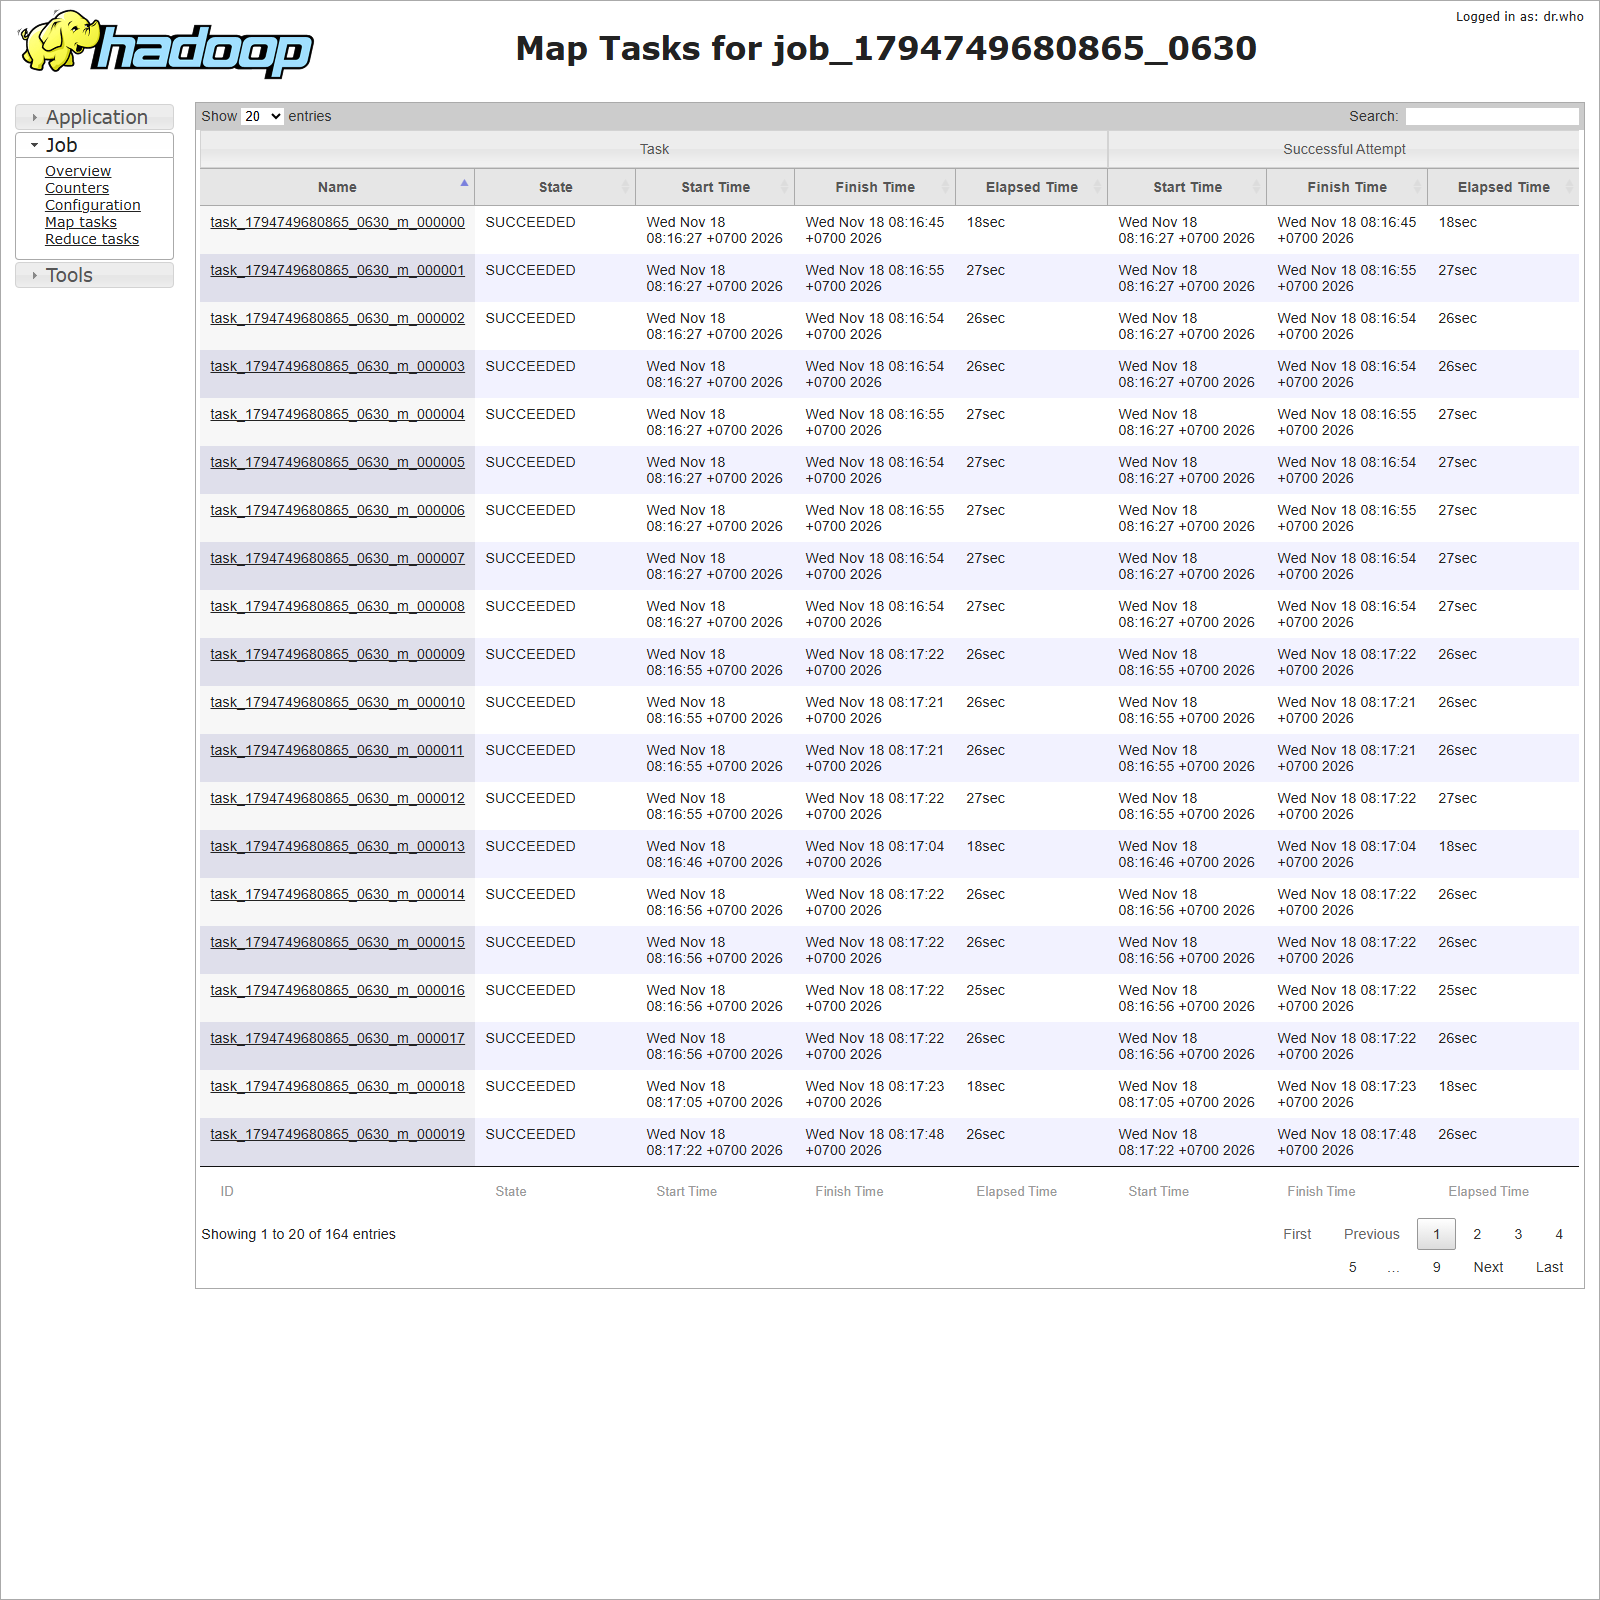 Logged in as: dr.who
hadoop
Map Tasks for job_1794749680865_0630
Application
Job
Overview
Counters
Configuration
Map tasks
Reduce tasks
Tools
Show 20 entries Search:
Task Successful Attempt
Name State Start Time Finish Time Elapsed Time Start Time Finish Time Elapsed Time
task_1794749680865_0630_m_000000 SUCCEEDED Wed Nov 18 Wed Nov 18 08:16:45 18sec Wed Nov 18 Wed Nov 18 08:16:45 18sec
08:16:27 +0700 2026 +0700 2026 08:16:27 +0700 2026 +0700 2026
task_1794749680865_0630_m_000001 SUCCEEDED Wed Nov 18 Wed Nov 18 08:16:55 27sec Wed Nov 18 Wed Nov 18 08:16:55 27sec
08:16:27 +0700 2026 +0700 2026 08:16:27 +0700 2026 +0700 2026
task_1794749680865_0630_m_000002 SUCCEEDED Wed Nov 18 Wed Nov 18 08:16:54 26sec Wed Nov 18 Wed Nov 18 08:16:54 26sec
08:16:27 +0700 2026 +0700 2026 08:16:27 +0700 2026 +0700 2026
task_1794749680865_0630_m_000003 SUCCEEDED Wed Nov 18 Wed Nov 18 08:16:54 26sec Wed Nov 18 Wed Nov 18 08:16:54 26sec
08:16:27 +0700 2026 +0700 2026 08:16:27 +0700 2026 +0700 2026
task_1794749680865_0630_m_000004 SUCCEEDED Wed Nov 18 Wed Nov 18 08:16:55 27sec Wed Nov 18 Wed Nov 18 08:16:55 27sec
08:16:27 +0700 2026 +0700 2026 08:16:27 +0700 2026 +0700 2026
task_1794749680865_0630_m_000005 SUCCEEDED Wed Nov 18 Wed Nov 18 08:16:54 27sec Wed Nov 18 Wed Nov 18 08:16:54 27sec
08:16:27 +0700 2026 +0700 2026 08:16:27 +0700 2026 +0700 2026
task_1794749680865_0630_m_000006 SUCCEEDED Wed Nov 18 Wed Nov 18 08:16:55 27sec Wed Nov 18 Wed Nov 18 08:16:55 27sec
08:16:27 +0700 2026 +0700 2026 08:16:27 +0700 2026 +0700 2026
task_1794749680865_0630_m_000007 SUCCEEDED Wed Nov 18 Wed Nov 18 08:16:54 27sec Wed Nov 18 Wed Nov 18 08:16:54 27sec
08:16:27 +0700 2026 +0700 2026 08:16:27 +0700 2026 +0700 2026
task_1794749680865_0630_m_000008 SUCCEEDED Wed Nov 18 Wed Nov 18 08:16:54 27sec Wed Nov 18 Wed Nov 18 08:16:54 27sec
08:16:27 +0700 2026 +0700 2026 08:16:27 +0700 2026 +0700 2026
task_1794749680865_0630_m_000009 SUCCEEDED Wed Nov 18 Wed Nov 18 08:17:22 26sec Wed Nov 18 Wed Nov 18 08:17:22 26sec
08:16:55 +0700 2026 +0700 2026 08:16:55 +0700 2026 +0700 2026
task_1794749680865_0630_m_000010 SUCCEEDED Wed Nov 18 Wed Nov 18 08:17:21 26sec Wed Nov 18 Wed Nov 18 08:17:21 26sec
08:16:55 +0700 2026 +0700 2026 08:16:55 +0700 2026 +0700 2026
task_1794749680865_0630_m_000011 SUCCEEDED Wed Nov 18 Wed Nov 18 08:17:21 26sec Wed Nov 18 Wed Nov 18 08:17:21 26sec
08:16:55 +0700 2026 +0700 2026 08:16:55 +0700 2026 +0700 2026
task_1794749680865_0630_m_000012 SUCCEEDED Wed Nov 18 Wed Nov 18 08:17:22 27sec Wed Nov 18 Wed Nov 18 08:17:22 27sec
08:16:55 +0700 2026 +0700 2026 08:16:55 +0700 2026 +0700 2026
task_1794749680865_0630_m_000013 SUCCEEDED Wed Nov 18 Wed Nov 18 08:17:04 18sec Wed Nov 18 Wed Nov 18 08:17:04 18sec
08:16:46 +0700 2026 +0700 2026 08:16:46 +0700 2026 +0700 2026
task_1794749680865_0630_m_000014 SUCCEEDED Wed Nov 18 Wed Nov 18 08:17:22 26sec Wed Nov 18 Wed Nov 18 08:17:22 26sec
08:16:56 +0700 2026 +0700 2026 08:16:56 +0700 2026 +0700 2026
task_1794749680865_0630_m_000015 SUCCEEDED Wed Nov 18 Wed Nov 18 08:17:22 26sec Wed Nov 18 Wed Nov 18 08:17:22 26sec
08:16:56 +0700 2026 +0700 2026 08:16:56 +0700 2026 +0700 2026
task_1794749680865_0630_m_000016 SUCCEEDED Wed Nov 18 Wed Nov 18 08:17:22 25sec Wed Nov 18 Wed Nov 18 08:17:22 25sec
08:16:56 +0700 2026 +0700 2026 08:16:56 +0700 2026 +0700 2026
task_1794749680865_0630_m_000017 SUCCEEDED Wed Nov 18 Wed Nov 18 08:17:22 26sec Wed Nov 18 Wed Nov 18 08:17:22 26sec
08:16:56 +0700 2026 +0700 2026 08:16:56 +0700 2026 +0700 2026
task_1794749680865_0630_m_000018 SUCCEEDED Wed Nov 18 Wed Nov 18 08:17:23 18sec Wed Nov 18 Wed Nov 18 08:17:23 18sec
08:17:05 +0700 2026 +0700 2026 08:17:05 +0700 2026 +0700 2026
task_1794749680865_0630_m_000019 SUCCEEDED Wed Nov 18 Wed Nov 18 08:17:48 26sec Wed Nov 18 Wed Nov 18 08:17:48 26sec
08:17:22 +0700 2026 +0700 2026 08:17:22 +0700 2026 +0700 2026
ID State Start Time Finish Time Elapsed Time Start Time Finish Time Elapsed Time
Showing 1 to 20 of 164 entries First Previous 1 2 3 4
5 … 9 Next Last